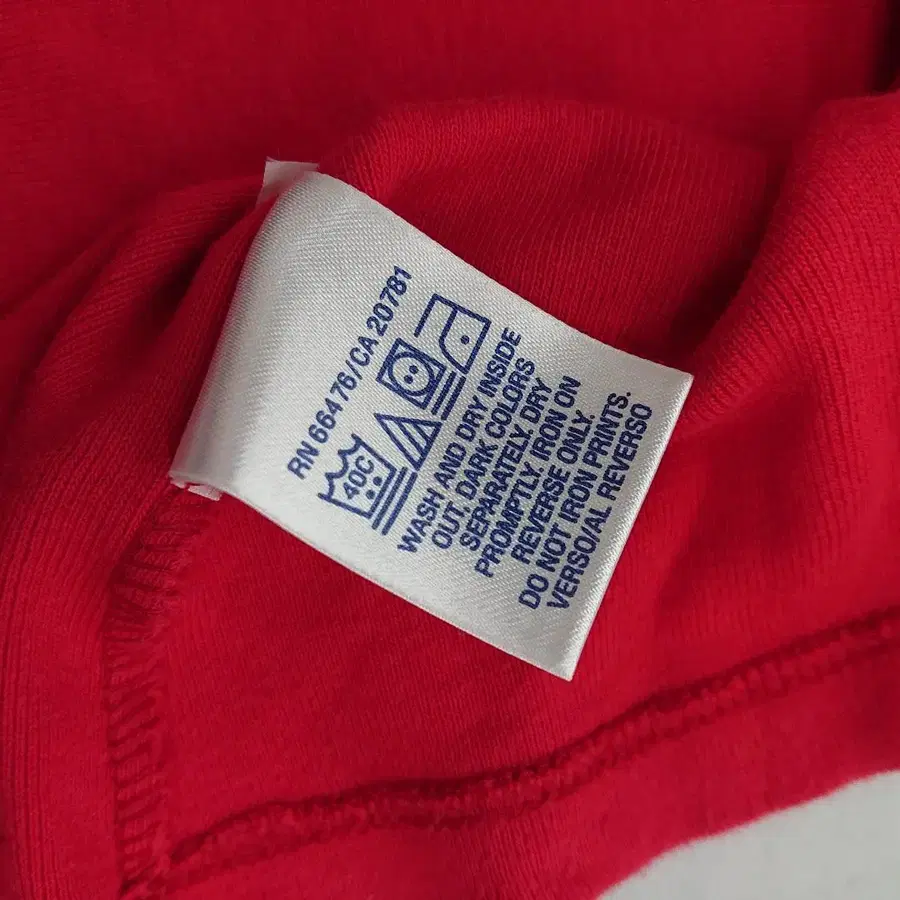 RN 66476/CA 20781
40C
WASH AND DRY INSIDE
OUT, DARK COLORS
SEPARATELY, DRY
PROMPTLY. IRON ON
REVERSE ONLY.
DO NOT IRON PRINTS.
VERSO/AL REVERSO